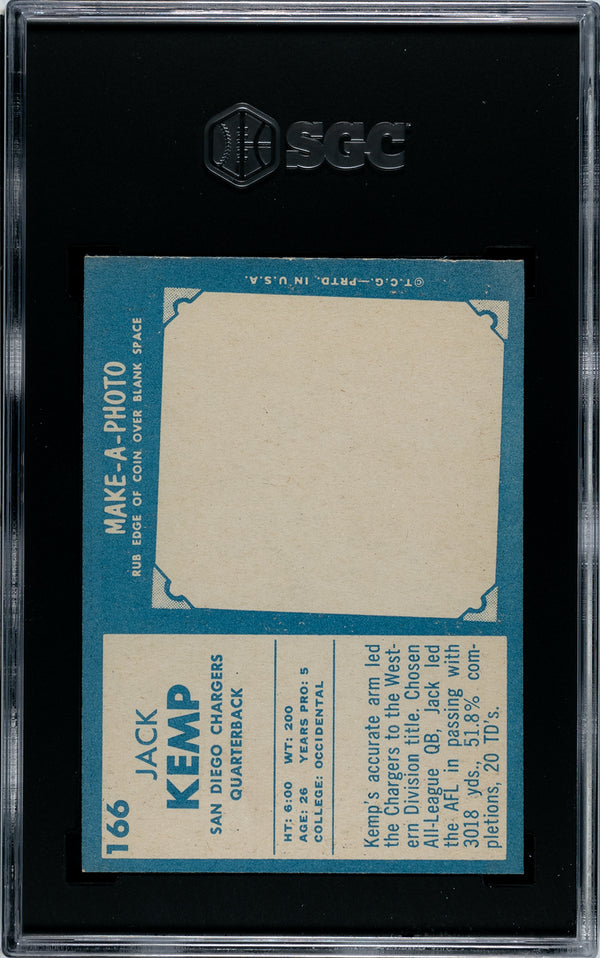 SGC
166
JACK
KEMP
SAN DIEGO CHARGERS
QUARTERBACK
HT: 6:00 WT: 200
AGE: 26 YEARS PRO: 5
COLLEGE: OCCIDENTAL
Kemp's accurate arm led
the Chargers to the West-
ern Division title. Chosen
All-League QB, Jack led
the AFL in passing with
3018 yds., 51.8% com-
pletions, 20 TD's.
MAKE-A-PHOTO
RUB EDGE OF COIN OVER BLANK SPACE
©T.C.G.—PRTD. IN U.S.A.